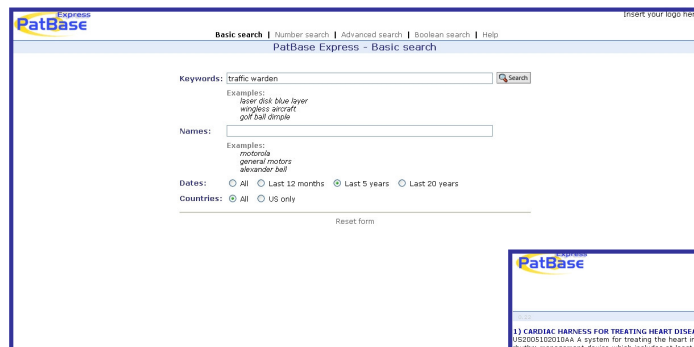 Express
PatBase
Insert your logo her
Basic search | Number search | Advanced search | Boolean search | Help
PatBase Express - Basic search
Keywords: traffic warden Search
Examples:
laser disk blue layer
wingless aircraft
golf ball dimple
Names:
Examples:
motorola
general motors
alexander bell
Dates: All Last 12 months Last 5 years Last 20 years
Countries: All US only
Reset form
Express
PatBase
1) CARDIAC HARNESS FOR TREATING HEART DISEA
US2005102010AA A system for treating the heart in